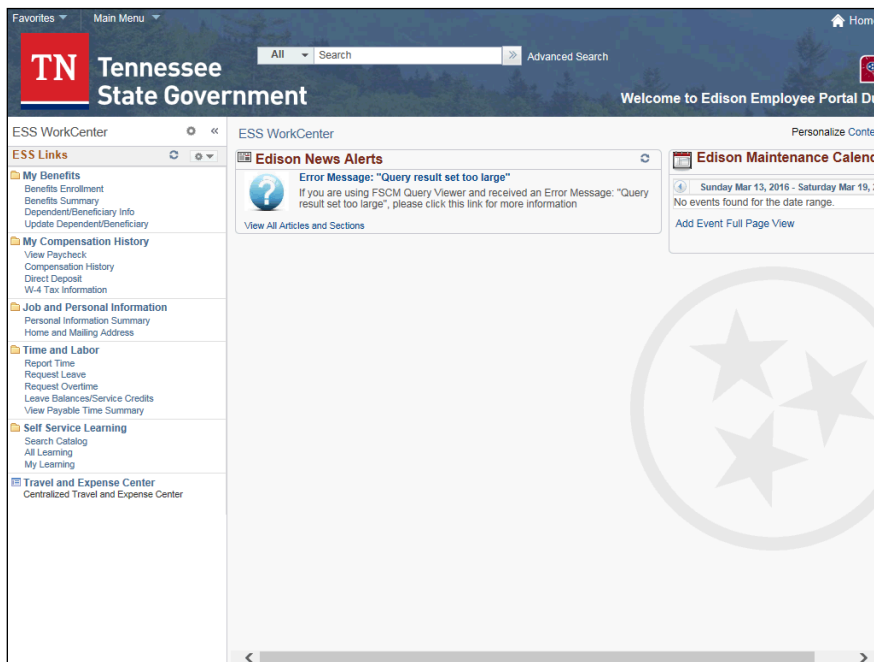 Favorites Main Menu Home
TN Tennessee
State Government
All Search Advanced Search
Welcome to Edison Employee Portal
ESS WorkCenter
ESS Links
My Benefits
Benefits Enrollment
Benefits Summary
Dependent/Beneficiary Info
Update Dependent/Beneficiary
My Compensation History
View Paycheck
Compensation History
Direct Deposit
W-4 Tax Information
Job and Personal Information
Personal Information Summary
Home and Mailing Address
Time and Labor
Report Time
Request Leave
Request Overtime
Leave Balances/Service Credits
View Payable Time Summary
Self Service Learning
Search Catalog
All Learning
My Learning
Travel and Expense Center
Centralized Travel and Expense Center
ESS WorkCenter
Personalize
Edison News Alerts
Error Message: "Query result set too large"
If you are using FSCM Query Viewer and received an Error Message: "Query
result set too large", please click this link for more information
View All Articles and Sections
Edison Maintenance
Sunday Mar 13, 2016 - Saturday Mar 19,
No events found for the date range.
Add Event Full Page View